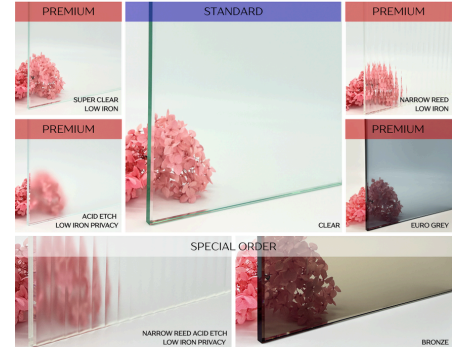 PREMIUM
SUPER CLEAR
LOW IRON
STANDARD
CLEAR
PREMIUM
NARROW REED
LOW IRON
PREMIUM
ACID ETCH
LOW IRON PRIVACY
PREMIUM
EURO GREY
SPECIAL ORDER
NARROW REED ACID ETCH
LOW IRON PRIVACY
BRONZE